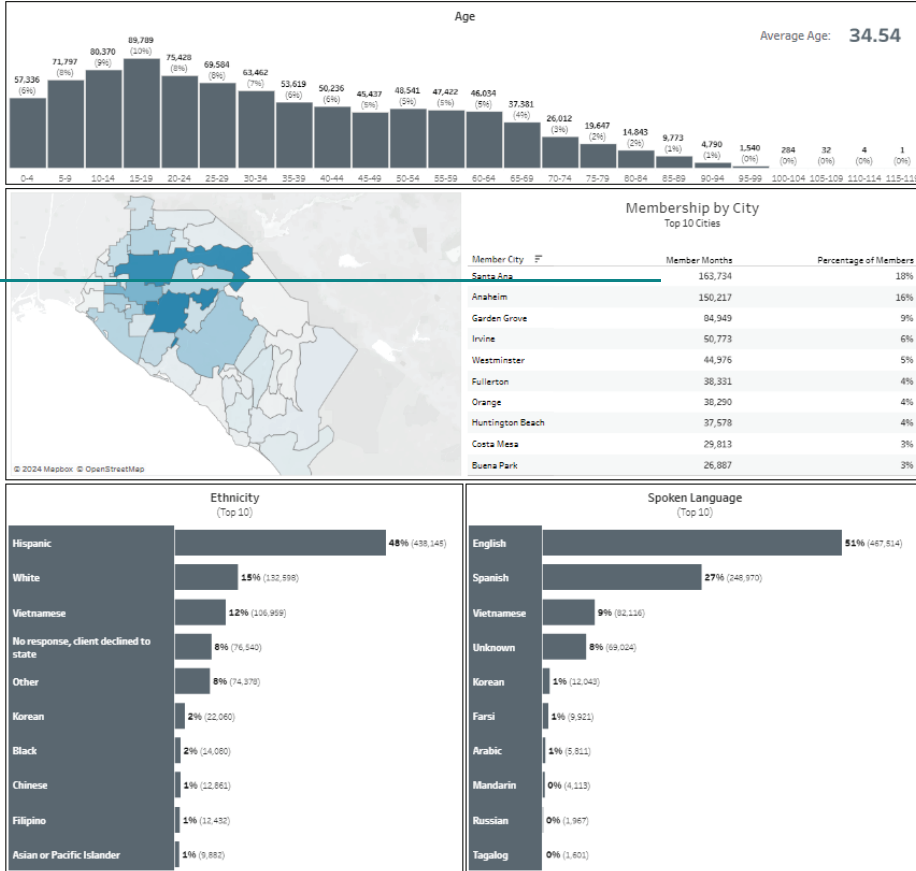 Age
Average Age: 34.54
57,336
(6%)
71,797
(8%)
80,370
(9%)
89,789
(10%)
75,428
(8%)
69,584
(8%)
63,462
(7%)
53,619
(6%)
50,236
(6%)
45,437
(5%)
48,541
(5%)
47,422
(5%)
46,034
(5%)
37,381
(4%)
26,012
(3%)
19,647
(2%)
14,843
(2%)
9,773
(1%)
4,790
(1%)
1,540
(0%)
284
(0%)
32
(0%)
4
(0%)
1
(0%)
0-4 5-9 10-14 15-19 20-24 25-29 30-34 35-39 40-44 45-49 50-54 55-59 60-64 65-69 70-74 75-79 80-84 85-89 90-94 95-99 100-104 105-109 110-114 115-119
© 2024 Mapbox © OpenStreetMap
Membership by City
Top 10 Cities
Member City Member Months Percentage of Members
Santa Ana 163,734 18%
Anaheim 150,217 16%
Garden Grove 84,949 9%
Irvine 50,773 6%
Westminster 44,976 5%
Fullerton 38,331 4%
Orange 38,290 4%
Huntington Beach 37,578 4%
Costa Mesa 29,813 3%
Buena Park 26,887 3%
Ethnicity
(Top 10)
Hispanic 48% (438,145)
White 15% (132,598)
Vietnamese 12% (106,959)
No response, client declined to
state 8% (76,540)
Other 8% (74,378)
Korean 2% (22,060)
Black 2% (14,080)
Chinese 1% (12,861)
Filipino 1% (12,432)
Asian or Pacific Islander 1% (9,882)
Spoken Language
(Top 10)
English 51% (467,514)
Spanish 27% (248,970)
Vietnamese 9% (82,116)
Unknown 8% (69,024)
Korean 1% (12,043)
Farsi 1% (9,921)
Arabic 1% (5,811)
Mandarin 0% (4,113)
Russian 0% (1,967)
Tagalog 0% (1,601)